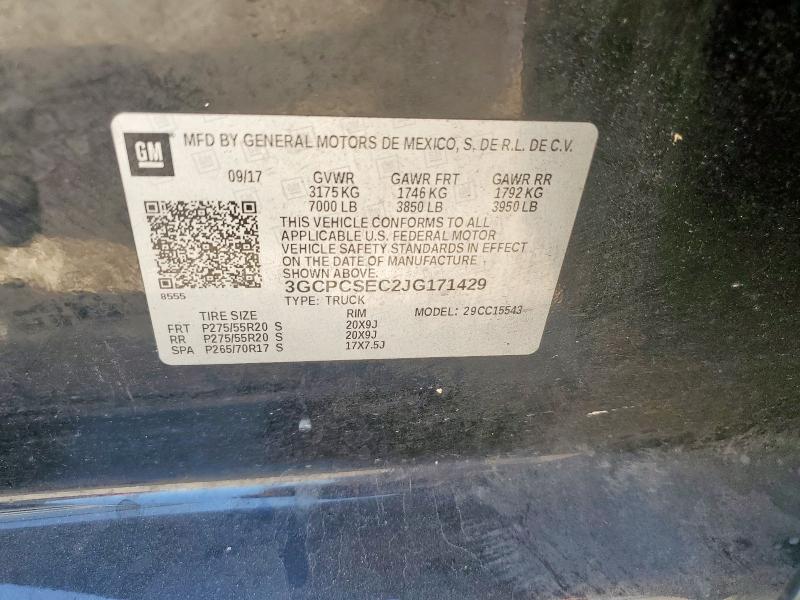 GM
MFD BY GENERAL MOTORS DE MEXICO, S. DE R.L. DE C.V.
09/17 GVWR GAWR FRT GAWR RR
3175 KG 1746 KG 1792 KG
7000 LB 3850 LB 3950 LB
THIS VEHICLE CONFORMS TO ALL
APPLICABLE U.S. FEDERAL MOTOR
VEHICLE SAFETY STANDARDS IN EFFECT
ON THE DATE OF MANUFACTURE
SHOWN ABOVE.
3GCPCSEC2JG171429
8555
TYPE: TRUCK
MODEL: 29CC15543
TIRE SIZE RIM
FRT P275/55R20 S 20X9J
RR P275/55R20 S 20X9J
SPA P265/70R17 S 17X7.5J